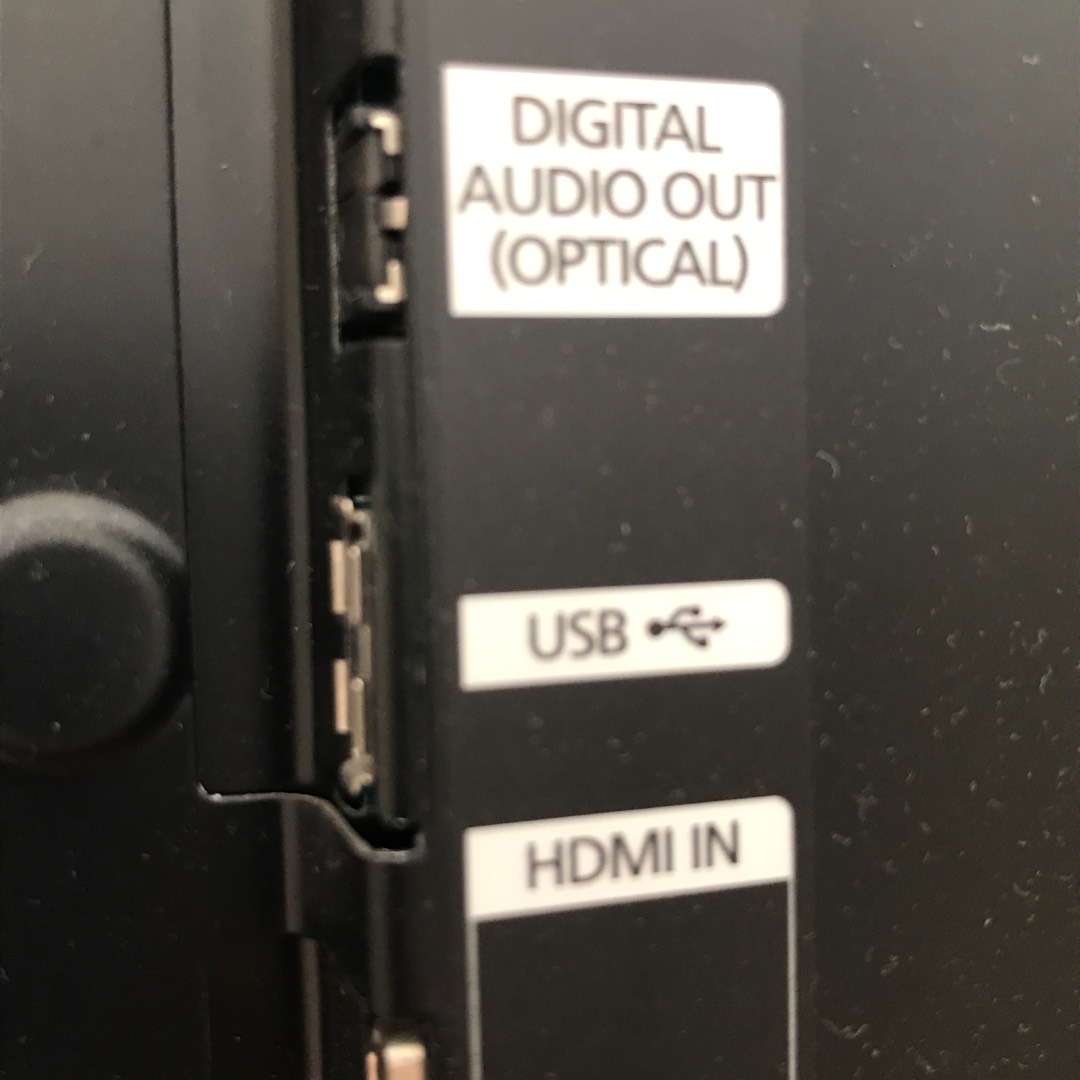 DIGITAL
AUDIO OUT
(OPTICAL)
USB
HDMI IN